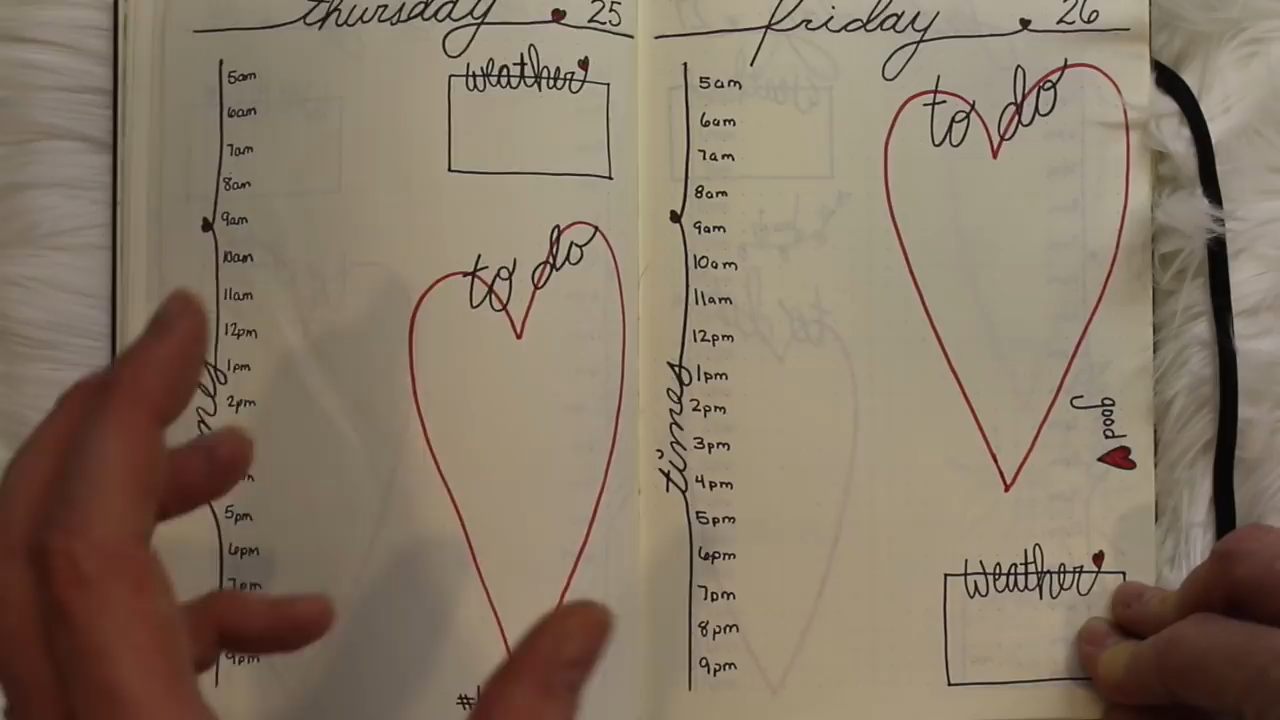 thursday 25
weather
5am
6am
7am
8am
9am
10am
11am
12pm
1pm
2pm
5pm
6pm
7pm
9pm
to do
friday 26
to do
5am
6am
7am
8am
9am
10am
11am
12pm
1pm
2pm
3pm
4pm
5pm
6pm
7pm
8pm
9pm
times
good
weather